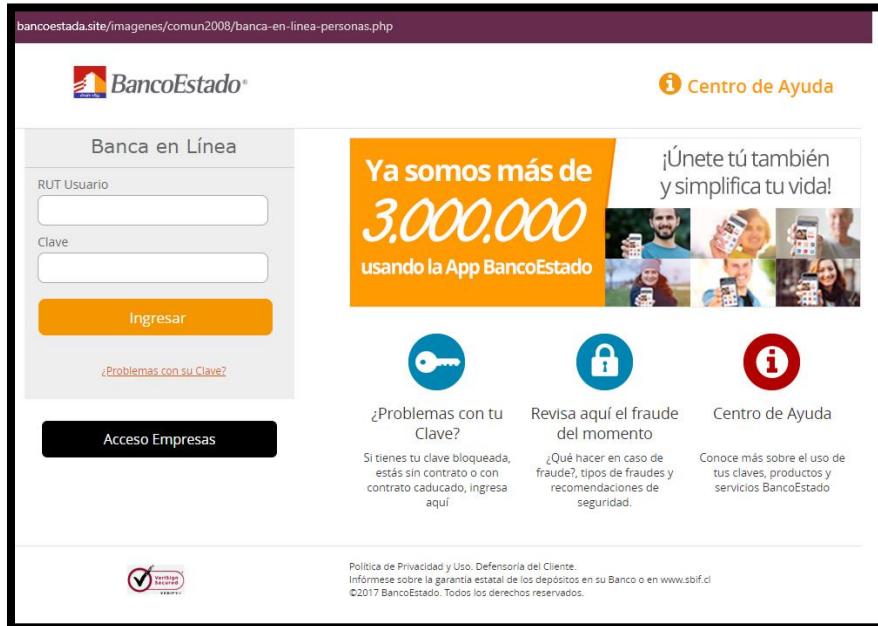 bancoestada.site/imagenes/comun2008/banca-en-linea-personas.php
BancoEstado®
Centro de Ayuda
Banca en Línea
RUT Usuario
Clave
Ingresar
¿Problemas con su Clave?
Acceso Empresas
Ya somos más de
3.000.000
usando la App BancoEstado
¡Únete tú también
y simplifica tu vida!
¿Problemas con tu
Clave?
Si tienes tu clave bloqueada,
estás sin contrato o con
contrato caducado, ingresa
aquí
Revisa aquí el fraude
del momento
¿Qué hacer en caso de
fraude?, tipos de fraudes y
recomendaciones de
seguridad.
Centro de Ayuda
Conoce más sobre el uso de
tus claves, productos y
servicios BancoEstado
VeriSign
Secured
Política de Privacidad y Uso. Defensoría del Cliente.
Infórmese sobre la garantía estatal de los depósitos en su Banco o en www.sbif.cl
©2017 BancoEstado. Todos los derechos reservados.